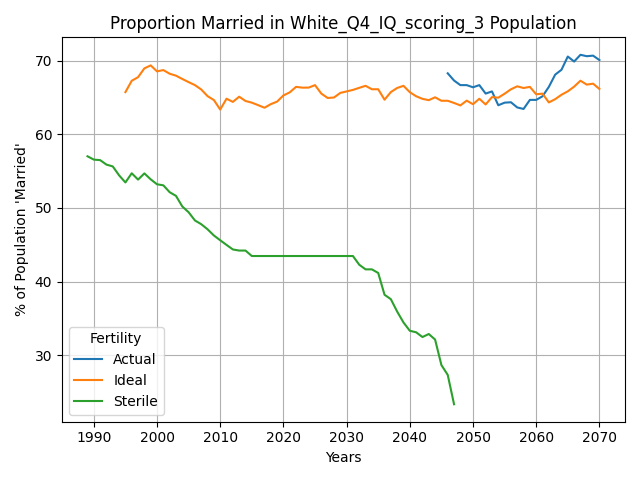 Proportion Married in White_Q4_IQ_scoring_3 Population
% of Population 'Married'
70
60
50
40
30
Fertility
Actual
Ideal
Sterile
1990 2000 2010 2020 2030 2040 2050 2060 2070
Years